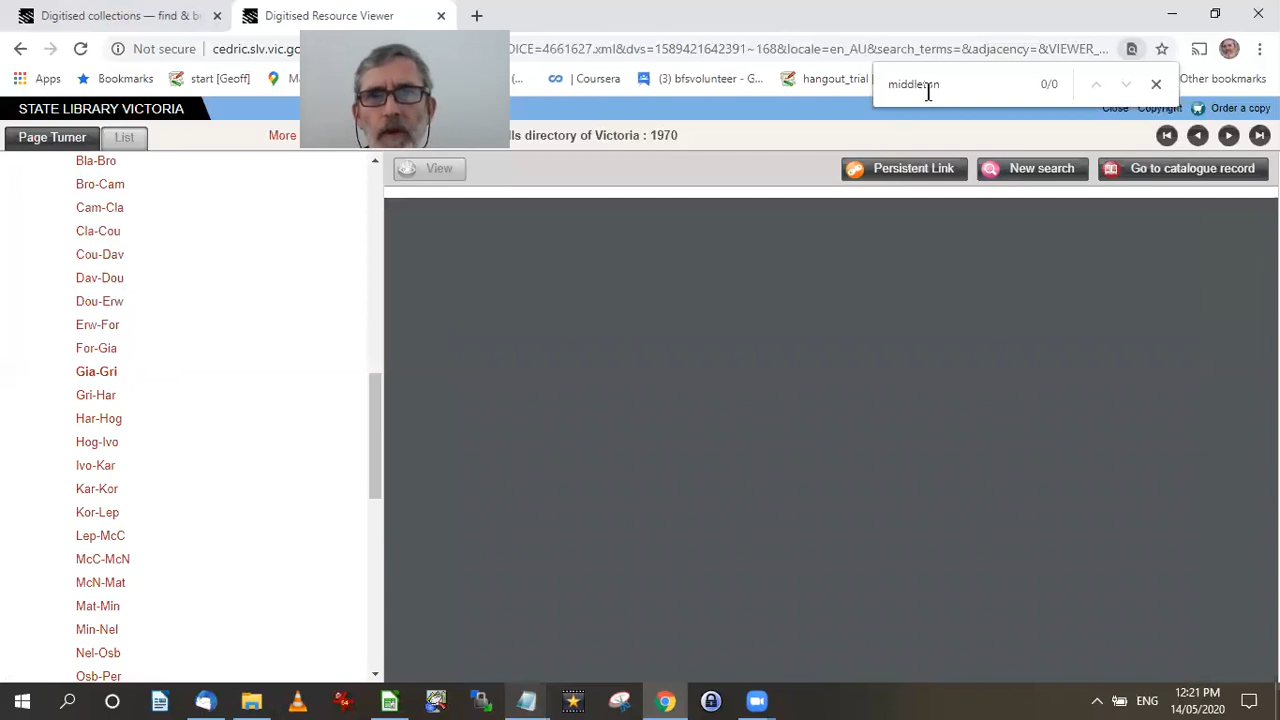 Digitised collections — find & b
Digitised Resource Viewer
Not secure
cedric.slv.vic.gc
DICE=4661627.xml&dvs=1589421642391~168&locale=en_AU&search_terms=&adjacency=&VIEWER_...
Apps
Bookmarks
start [Geoff]
Coursera
(3) bfsvolunteer - G...
hangout_trial
Other bookmarks
middleton
0/0
STATE LIBRARY VICTORIA
Close
Copyright
Order a copy
Page Turner
List
More
lls directory of Victoria : 1970
View
Persistent Link
New search
Go to catalogue record
Bla-Bro
Bro-Cam
Cam-Cla
Cla-Cou
Cou-Dav
Dav-Dou
Dou-Erw
Erw-For
For-Gia
Gia-Gri
Gri-Har
Har-Hog
Hog-Ivo
Ivo-Kar
Kar-Kor
Kor-Lep
Lep-McC
McC-McN
McN-Mat
Mat-Min
Min-Nel
Nel-Osb
Osb-Per
12:21 PM
14/05/2020